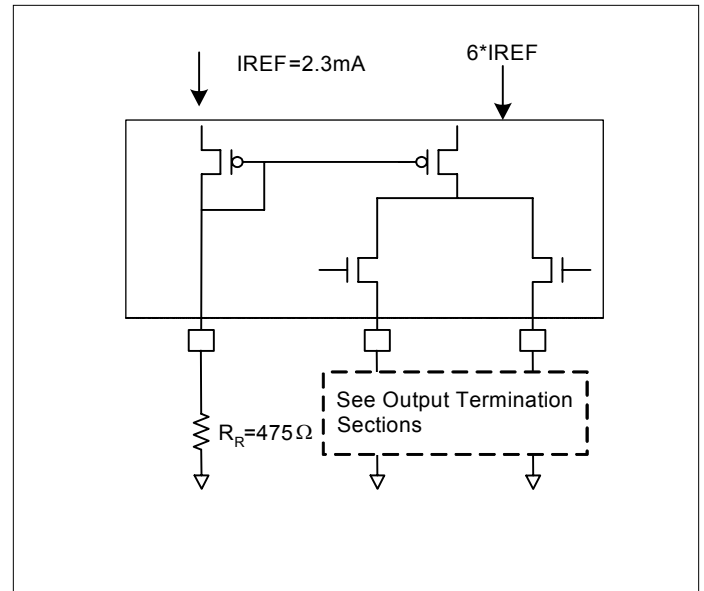 IREF=2.3mA
6*IREF
See Output Termination
Sections
R_R=475Ω